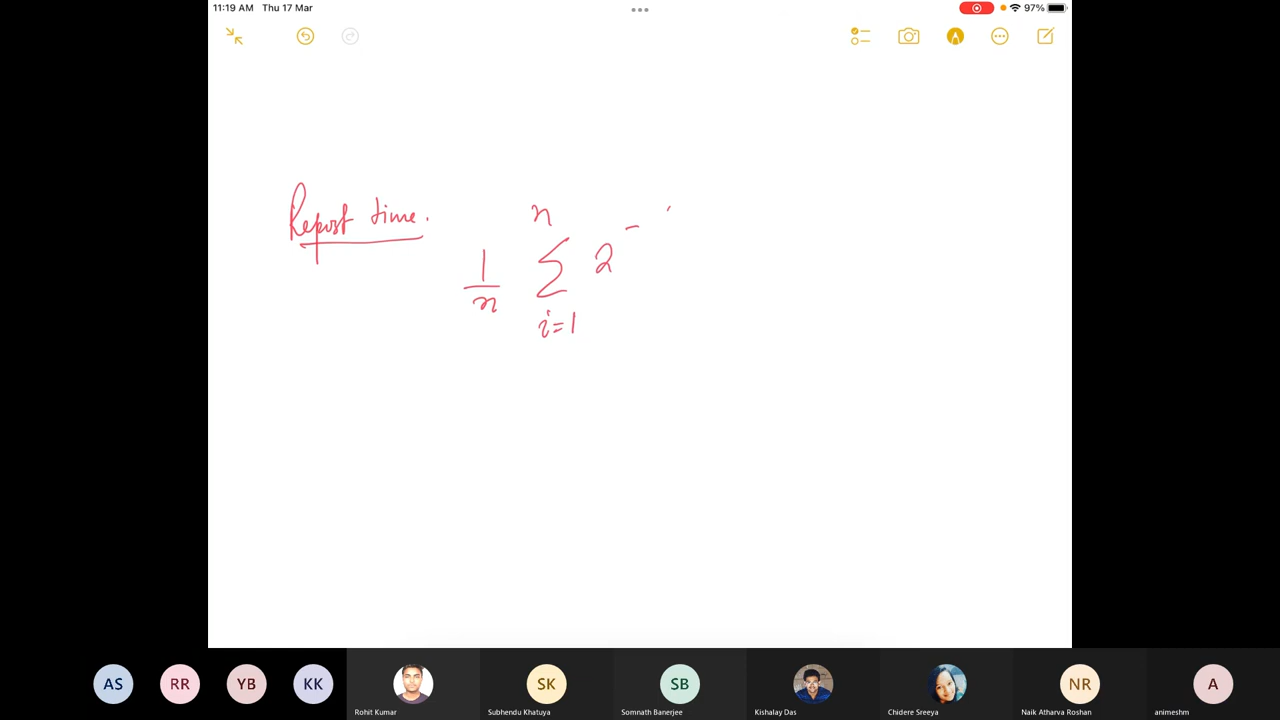 11:19 AM Thu 17 Mar
97%
Report time.
n
1/n ∑ 2 -
i=1
AS RR YB KK SK SB NR A
Rohit Kumar Subhendu Khatuya Somnath Banerjee Kishalay Das Chidere Sreeya Naik Atharva Roshan animeshm